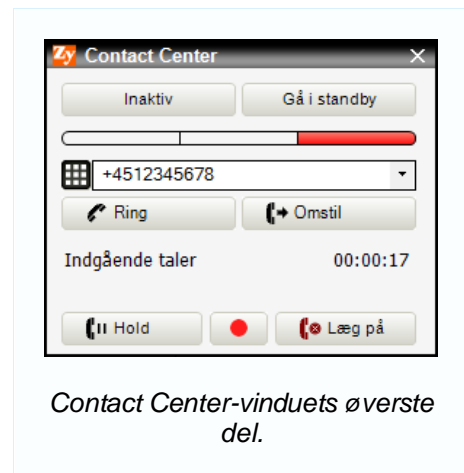 Zy Contact Center
Inaktiv Gå i standby
+4512345678
Ring Omstil
Indgående taler 00:00:17
Hold Læg på
Contact Center-vinduets øverste
del.